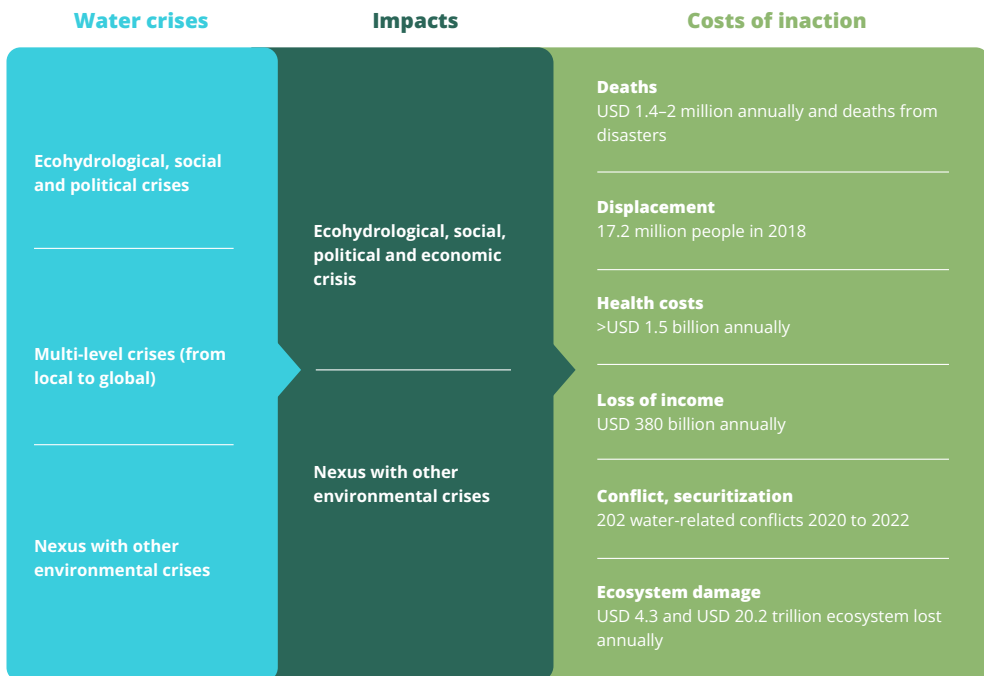 Water crises
Ecohydrological, social
and political crises
Multi-level crises (from
local to global)
Nexus with other
environmental crises
Impacts
Ecohydrological, social,
political and economic
crisis
Nexus with other
environmental crises
Costs of inaction
Deaths
USD 1.4–2 million annually and deaths from
disasters
Displacement
17.2 million people in 2018
Health costs
>USD 1.5 billion annually
Loss of income
USD 380 billion annually
Conflict, securitization
202 water-related conflicts 2020 to 2022
Ecosystem damage
USD 4.3 and USD 20.2 trillion ecosystem lost
annually